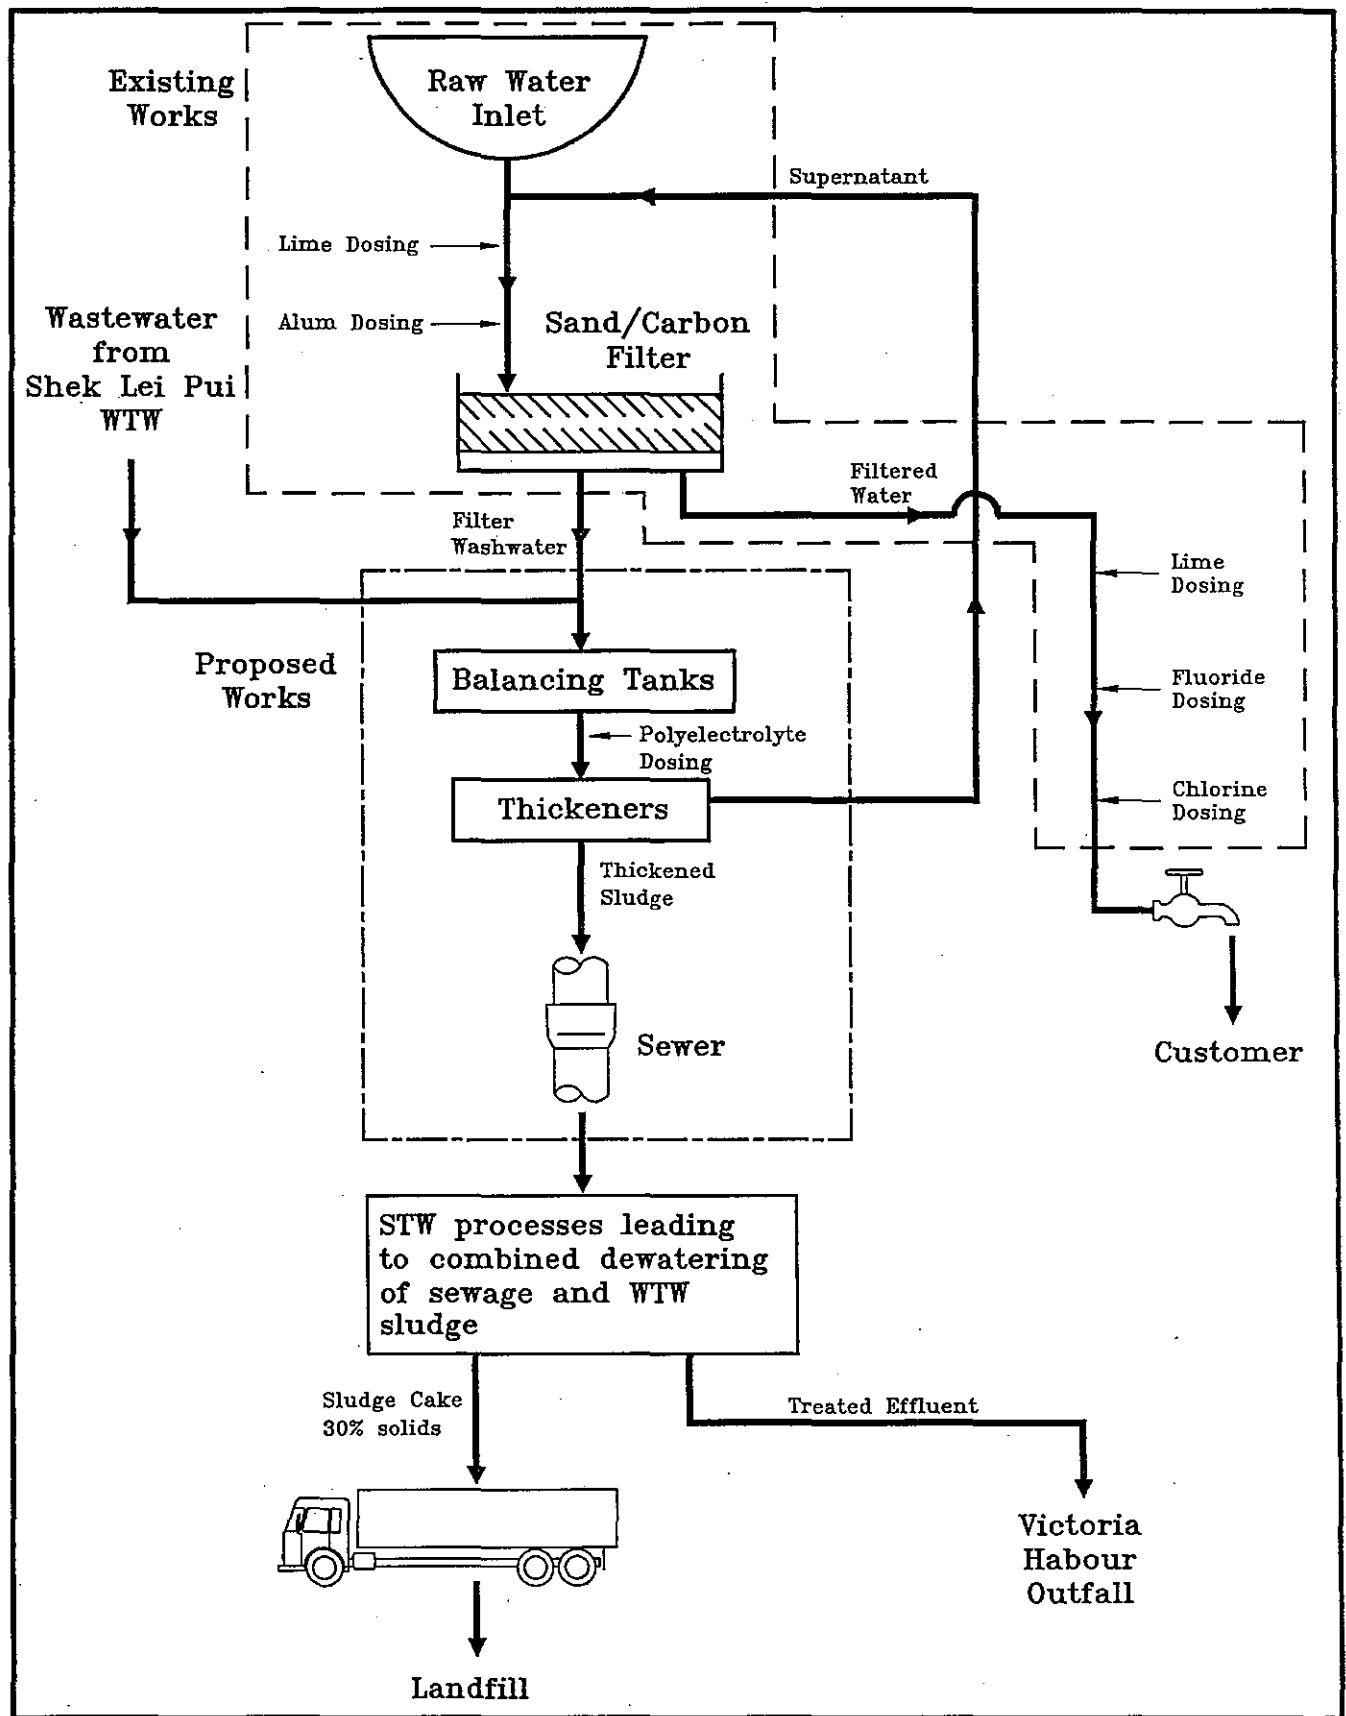 Existing
Works
Raw Water
Inlet
Supernatant
Lime Dosing
Alum Dosing
Sand/Carbon
Filter
Wastewater
from
Shek Lei Pui
WTW
Filtered
Water
Filter
Washwater
Lime
Dosing
Proposed
Works
Balancing Tanks
Fluoride
Dosing
Polyelectrolyte
Dosing
Thickeners
Chlorine
Dosing
Thickened
Sludge
Sewer
Customer
STW processes leading
to combined dewatering
of sewage and WTW
sludge
Sludge Cake
30% solids
Treated Effluent
Victoria
Habour
Outfall
Landfill